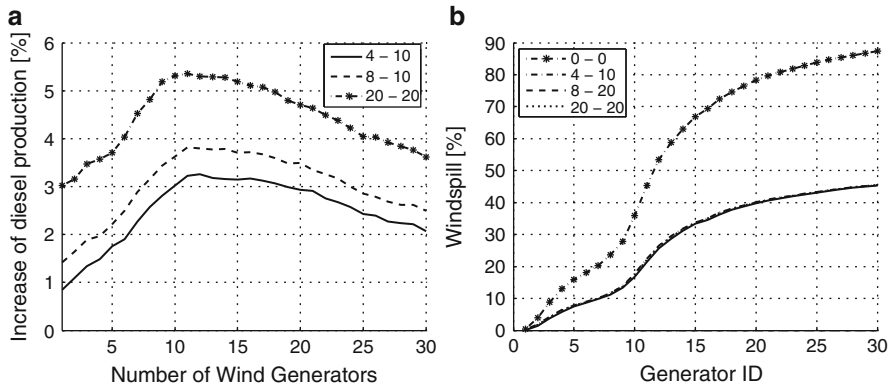 a
Increase of diesel production [%]
6
5
4
3
2
1
0
4 – 10
8 – 10
20 – 20
5 10 15 20 25 30
Number of Wind Generators
b
Windspill [%]
90
80
70
60
50
40
30
20
10
0
0 – 0
4 – 10
8 – 20
20 – 20
0 5 10 15 20 25 30
Generator ID